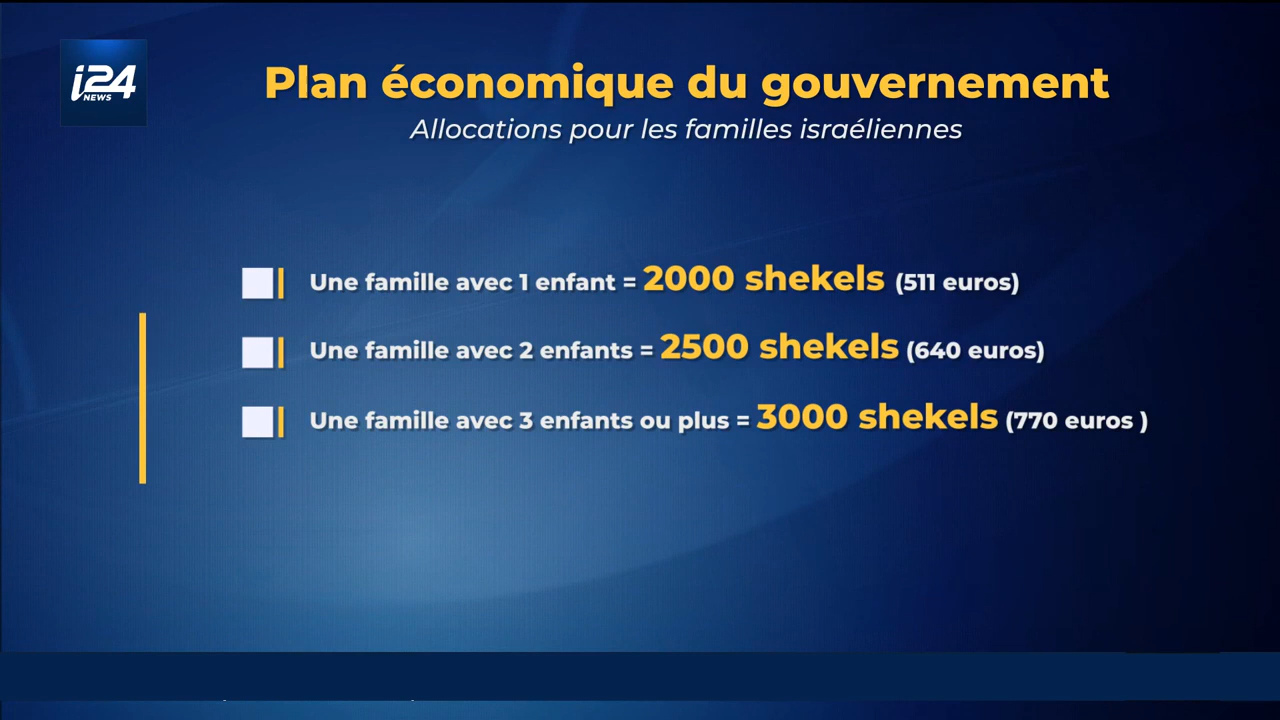 i24
NEWS
Plan économique du gouvernement
Allocations pour les familles israéliennes
Une famille avec 1 enfant = 2000 shekels (511 euros)
Une famille avec 2 enfants = 2500 shekels (640 euros)
Une famille avec 3 enfants ou plus = 3000 shekels (770 euros )